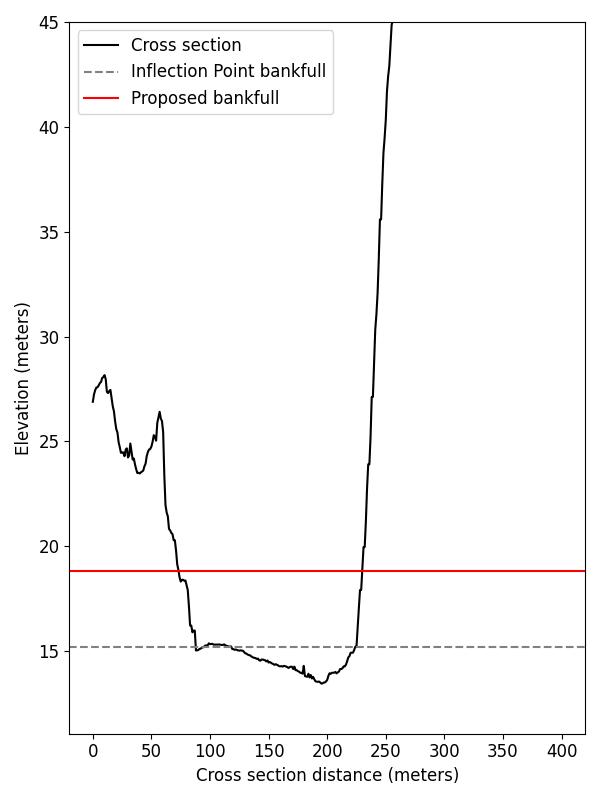 Cross section
Inflection Point bankfull
Proposed bankfull
45
40
35
30
25
20
15
Elevation (meters)
0 50 100 150 200 250 300 350 400
Cross section distance (meters)